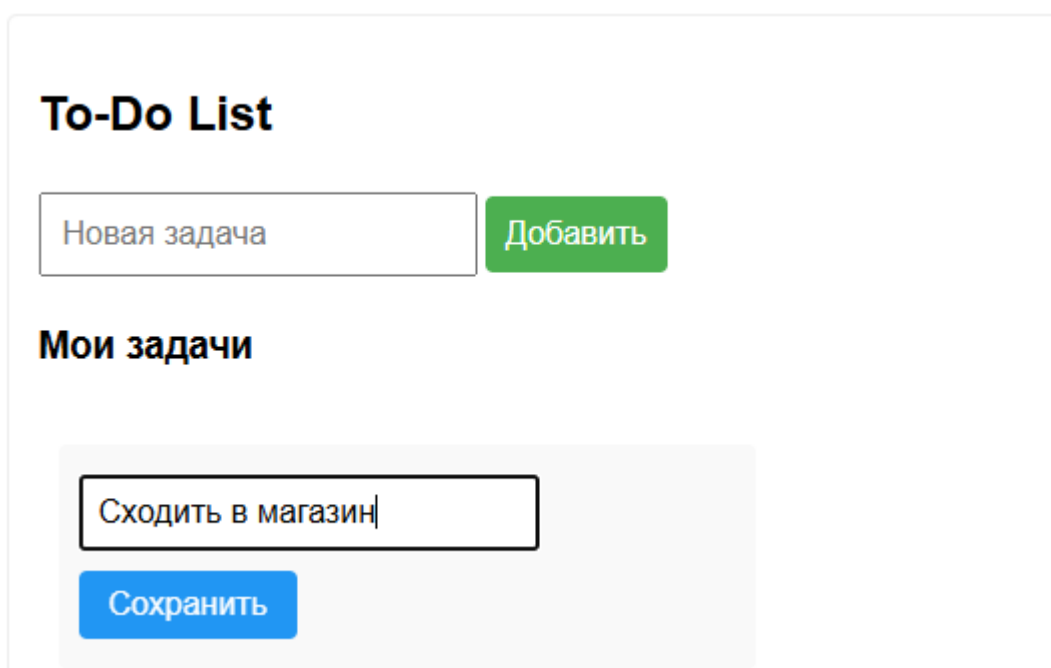 To-Do List
Новая задача Добавить
Мои задачи
Сходить в магазин
Сохранить